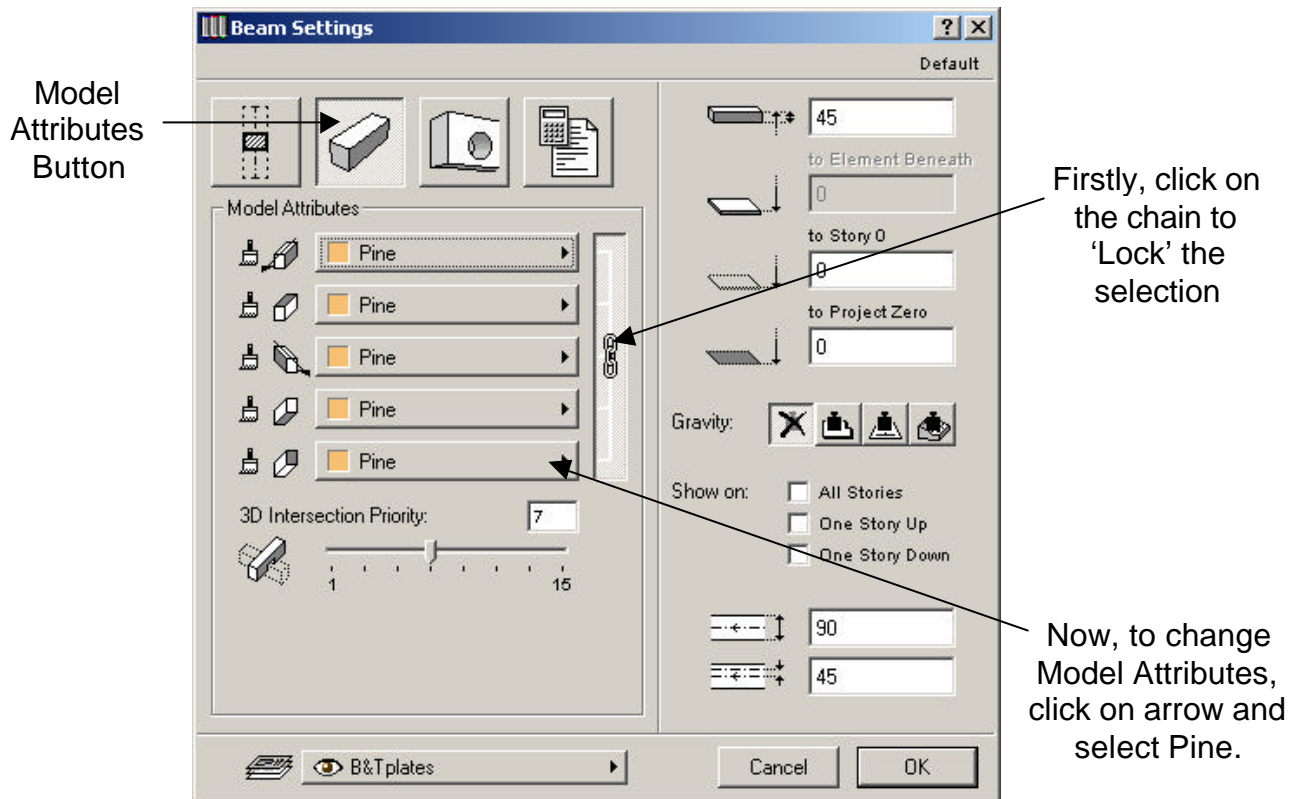 Beam Settings
Default
Model
Attributes
Button
45
to Element Beneath
0
Firstly, click on
the chain to
‘Lock’ the
selection
Model Attributes
Pine
Pine
Pine
Pine
Pine
to Story 0
0
to Project Zero
0
Gravity:
3D Intersection Priority:
7
1
15
Show on:
All Stories
One Story Up
One Story Down
90
45
Now, to change
Model Attributes,
click on arrow and
select Pine.
B&Tplates
Cancel
OK